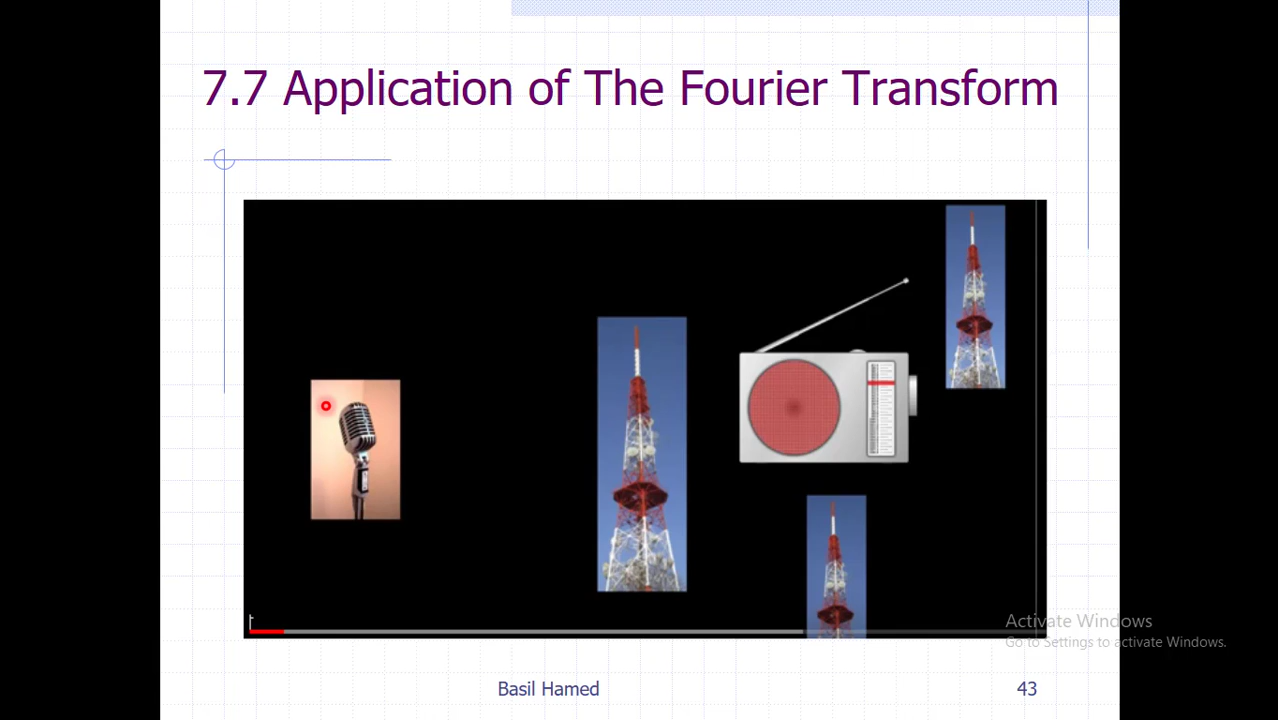 7.7 Application of The Fourier Transform
Activate Windows
Go to Settings to activate Windows.
Basil Hamed
43